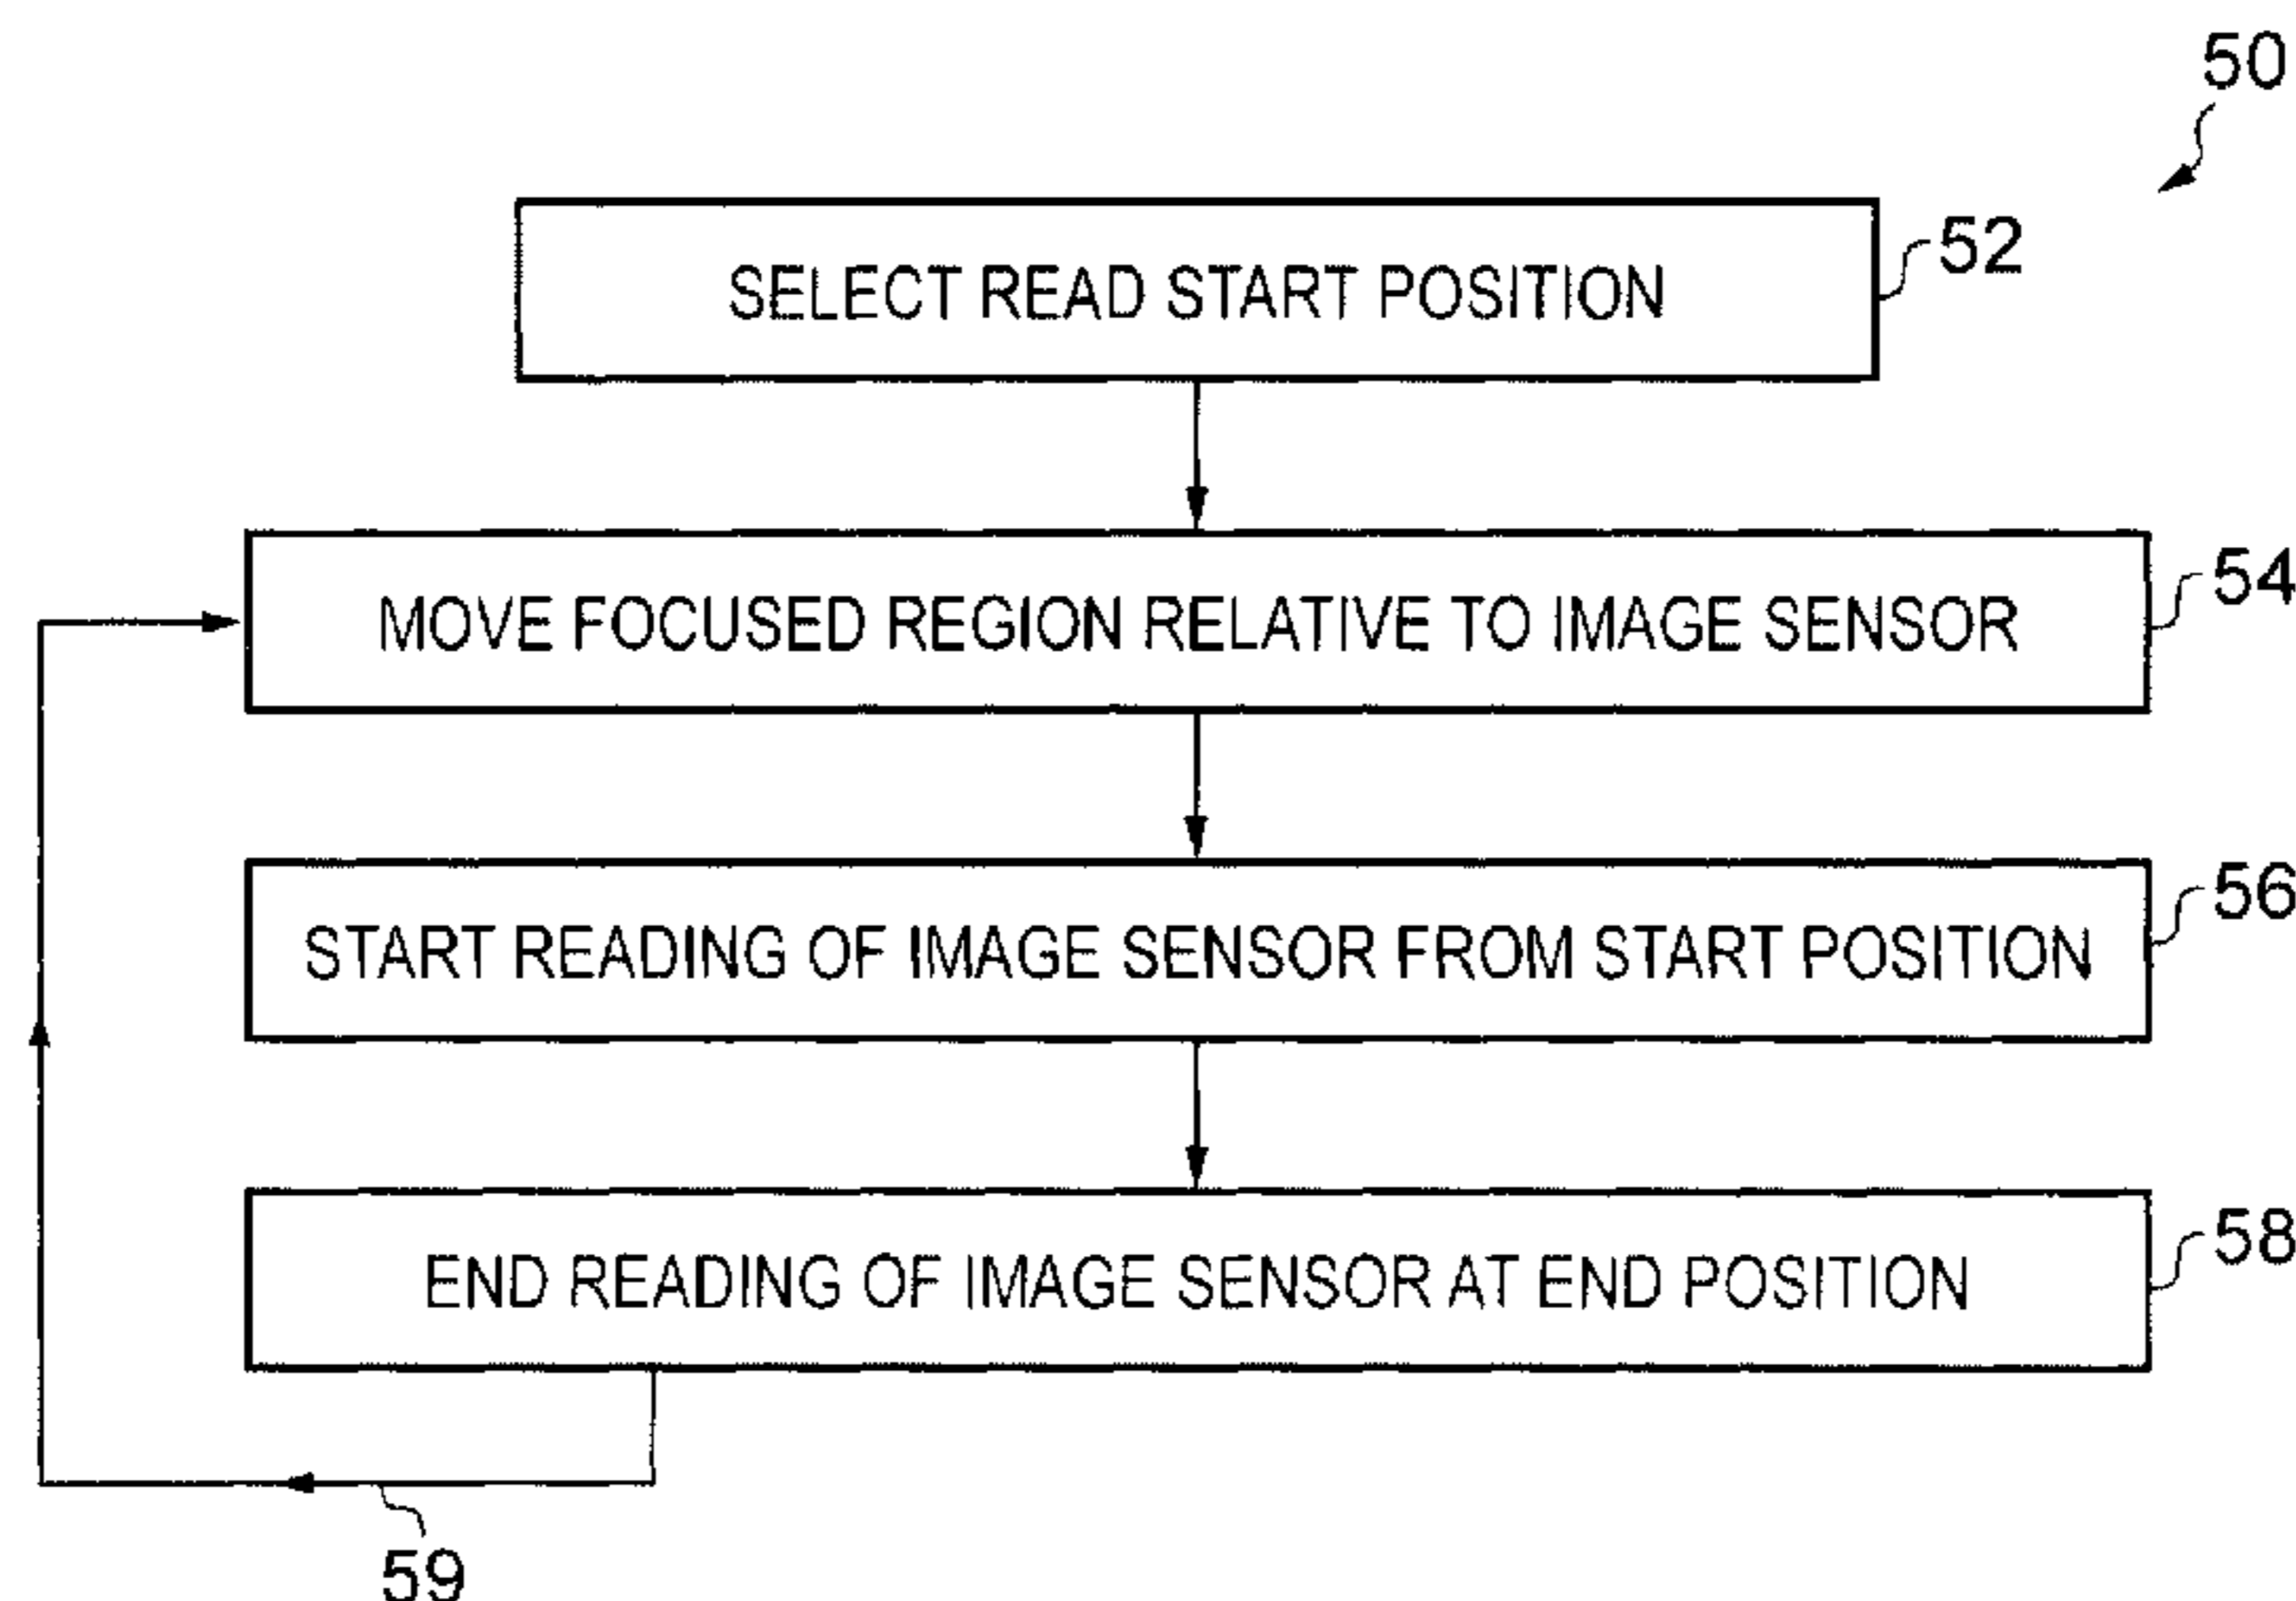 50
SELECT READ START POSITION
52
MOVE FOCUSED REGION RELATIVE TO IMAGE SENSOR
54
START READING OF IMAGE SENSOR FROM START POSITION
56
END READING OF IMAGE SENSOR AT END POSITION
58
59